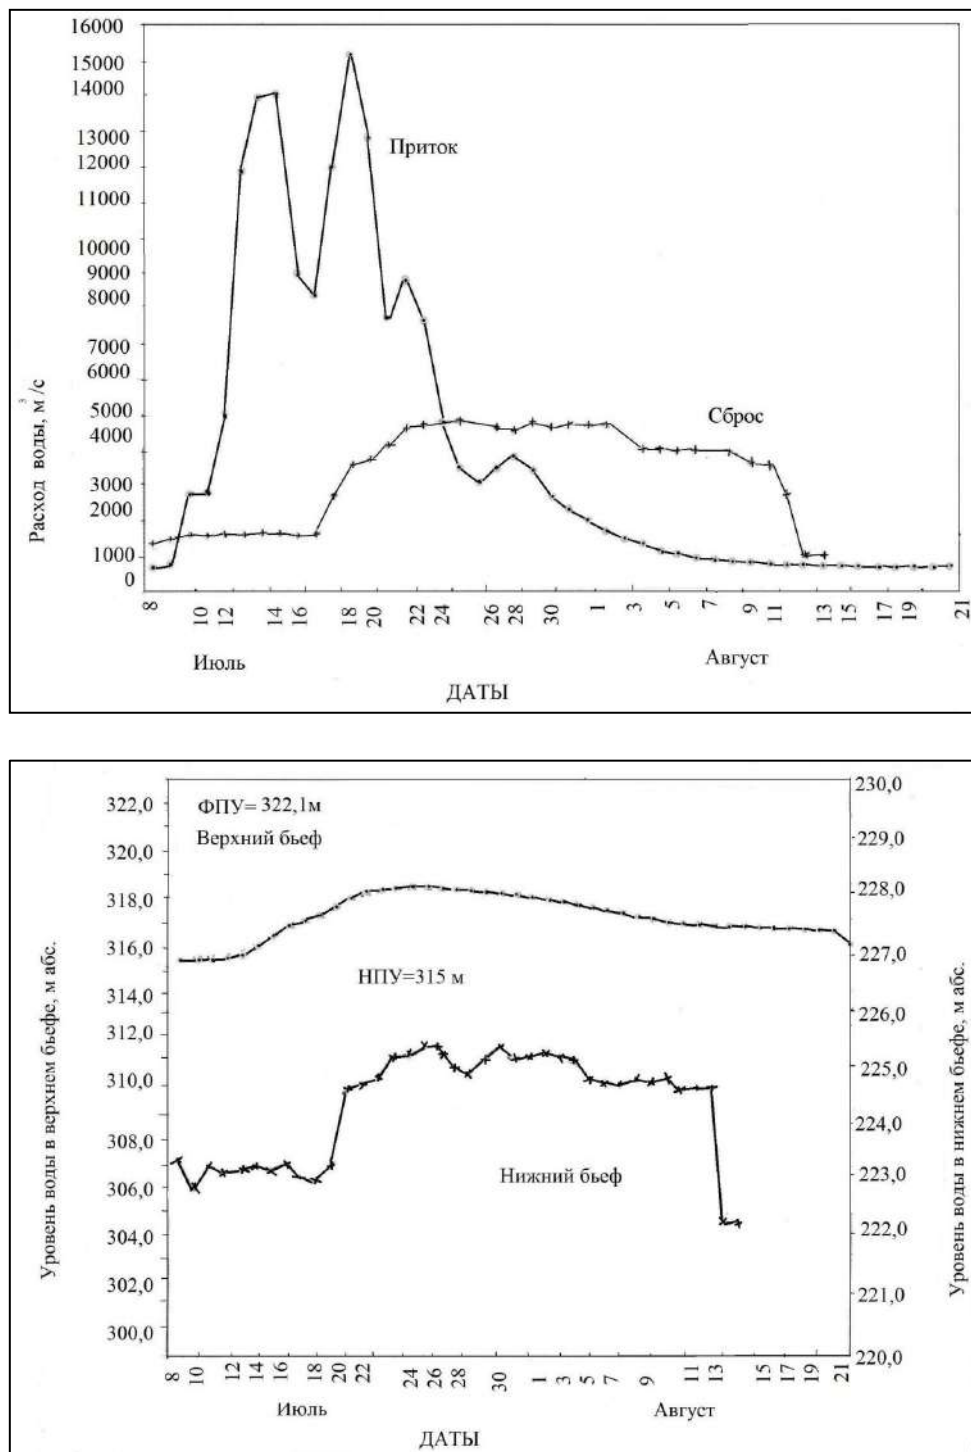 16000
15000
14000
13000
12000
11000
10000
9000
8000
7000
6000
5000
4000
3000
2000
1000
0
Расход воды, м³/с
Приток
Сброс
8 10 12 14 16 18 20 22 24 26 28 30 1 3 5 7 9 11 13 15 17 19 21
Июль Август
ДАТЫ
322,0
320,0
318,0
316,0
314,0
312,0
310,0
308,0
306,0
304,0
302,0
300,0
Уровень воды в верхнем бьефе, м абс.
ФПУ= 322,1м
Верхний бьеф
НПУ=315 м
Нижний бьеф
230,0
229,0
228,0
227,0
226,0
225,0
224,0
223,0
222,0
221,0
220,0
Уровень воды в нижнем бьефе, м абс.
8 10 12 14 16 18 20 22 24 26 28 30 1 3 5 7 9 11 13 15 17 19 21
Июль Август
ДАТЫ